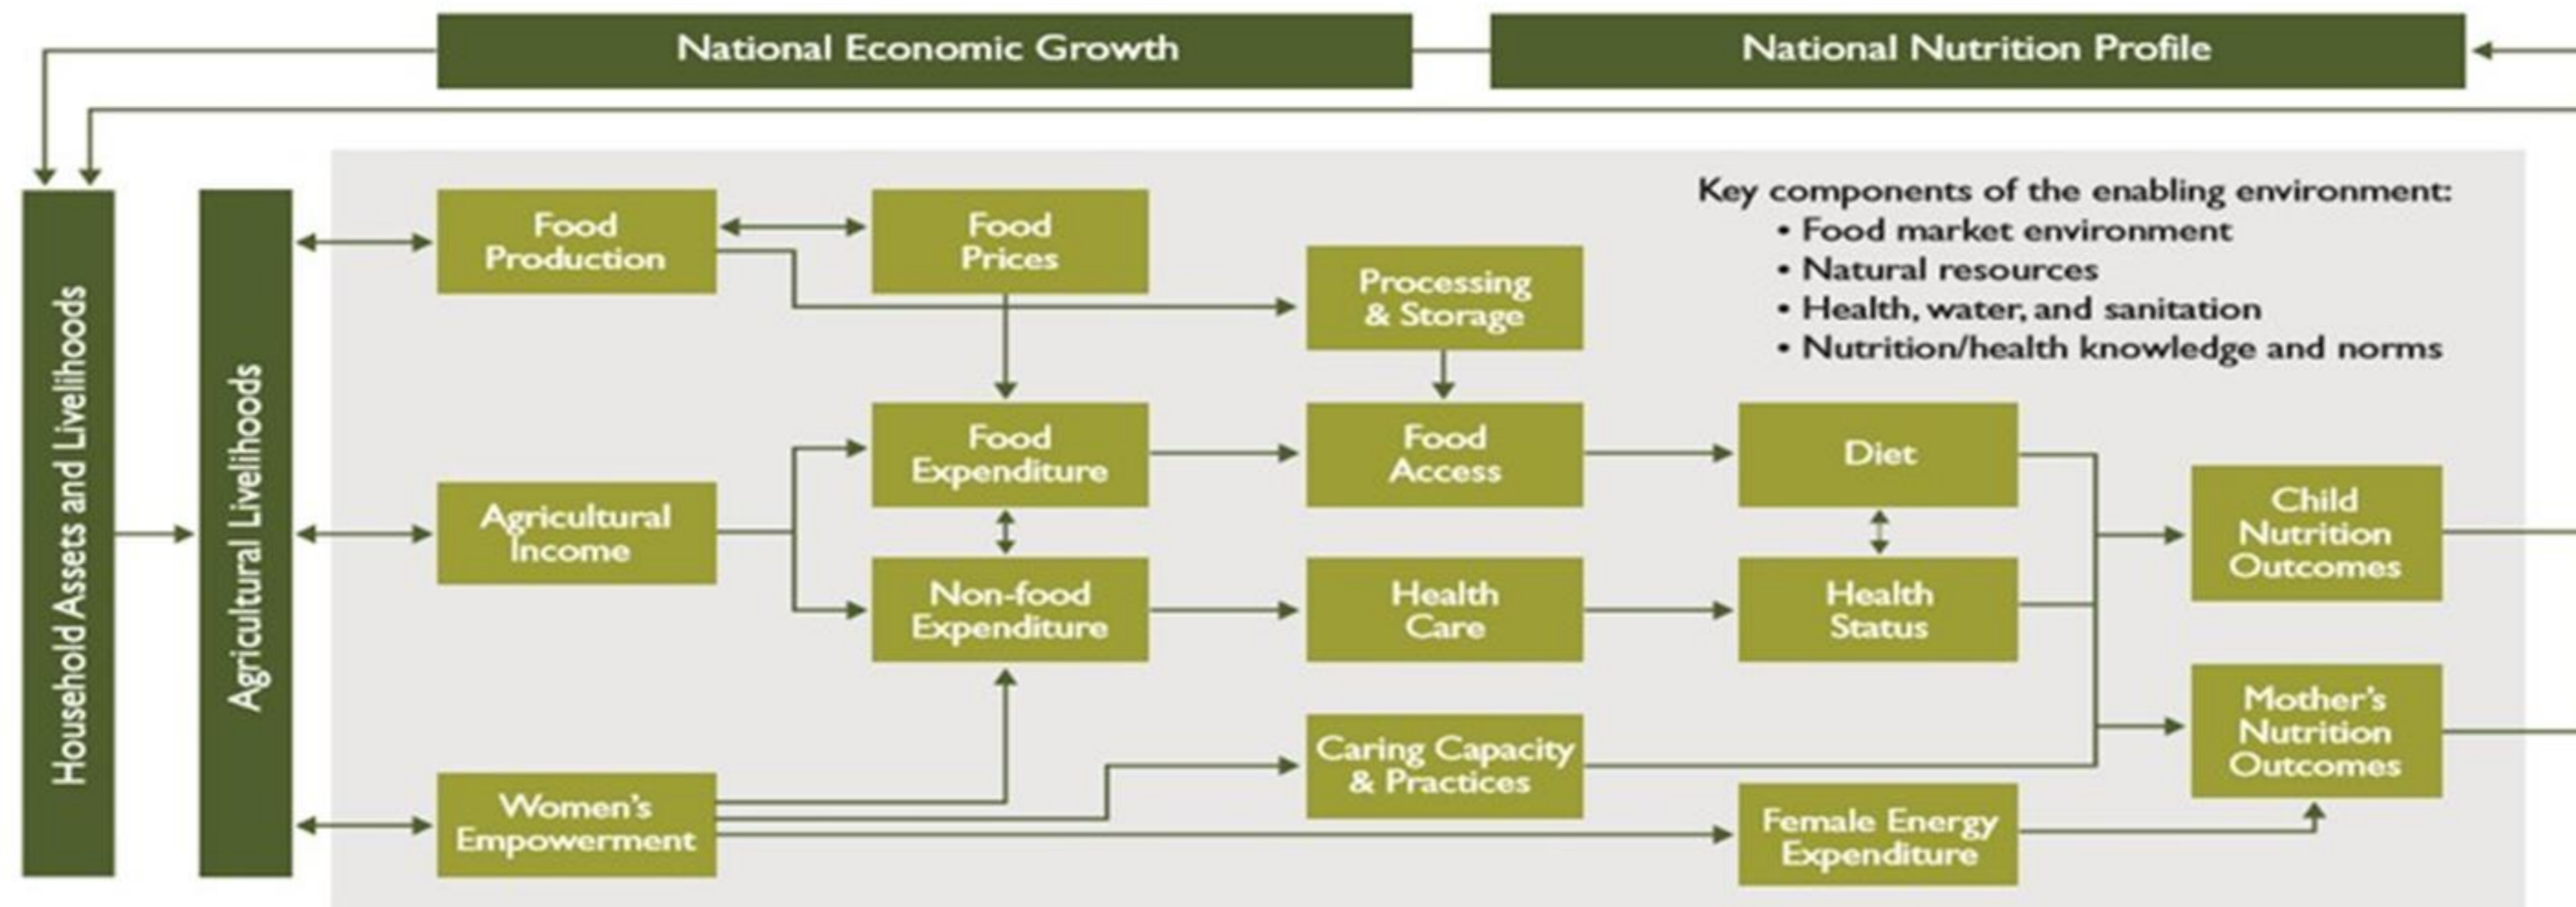 National Economic Growth
National Nutrition Profile
Household Assets and Livelihoods
Agricultural Livelihoods
Key components of the enabling environment:
• Food market environment
• Natural resources
• Health, water, and sanitation
• Nutrition/health knowledge and norms
Food
Production
Food
Prices
Processing
& Storage
Agricultural
Income
Food
Expenditure
Food
Access
Diet
Child
Nutrition
Outcomes
Non-food
Expenditure
Health
Care
Health
Status
Mother's
Nutrition
Outcomes
Women's
Empowerment
Caring Capacity
& Practices
Female Energy
Expenditure